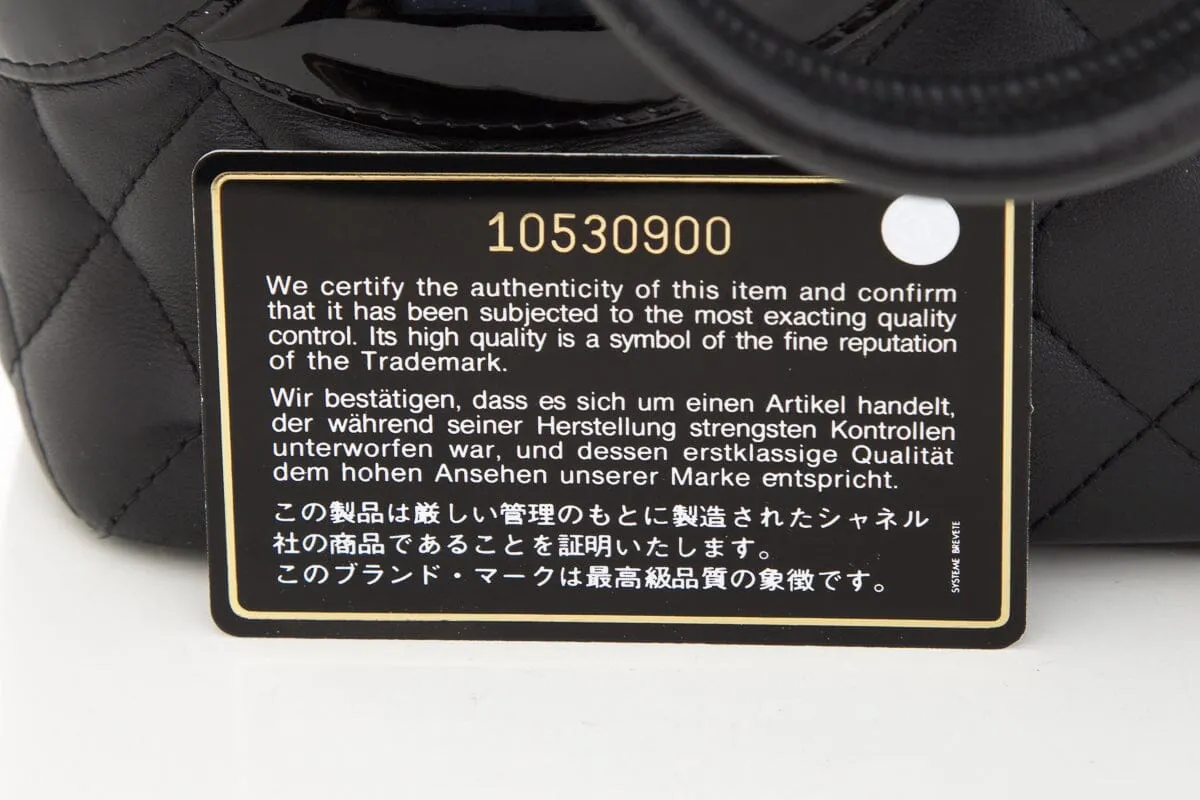 10530900
We certify the authenticity of this item and confirm
that it has been subjected to the most exacting quality
control. Its high quality is a symbol of the fine reputation
of the Trademark.
Wir bestätigen, dass es sich um einen Artikel handelt,
der während seiner Herstellung strengsten Kontrollen
unterworfen war, und dessen erstklassige Qualität
dem hohen Ansehen unserer Marke entspricht.
この製品は厳しい管理のもとに製造されたシャネル
社の商品であることを証明いたします。
このブランド・マークは最高級品質の象徴です。
SYSTEME BREVETE